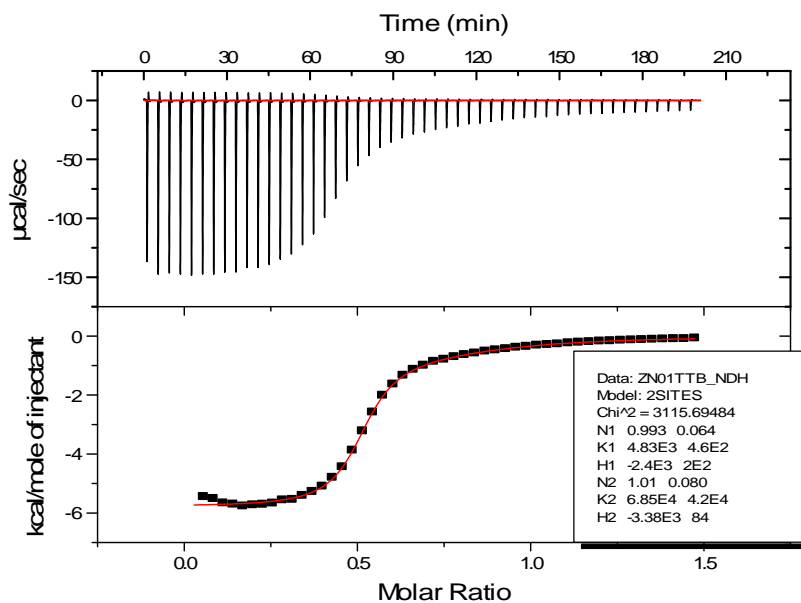 Time (min)
0 30 60 90 120 150 180 210
0
-50
-100
-150
µcal/sec
0
-2
-4
-6
kcal/mole of injectant
Data: ZN01TTB_NDH
Model: 2SITES
Chi^2 = 3115.69484
N1 0.993 0.064
K1 4.83E3 4.6E2
H1 -2.4E3 2E2
N2 1.01 0.080
K2 6.85E4 4.2E4
H2 -3.38E3 84
0.0 0.5 1.0 1.5
Molar Ratio